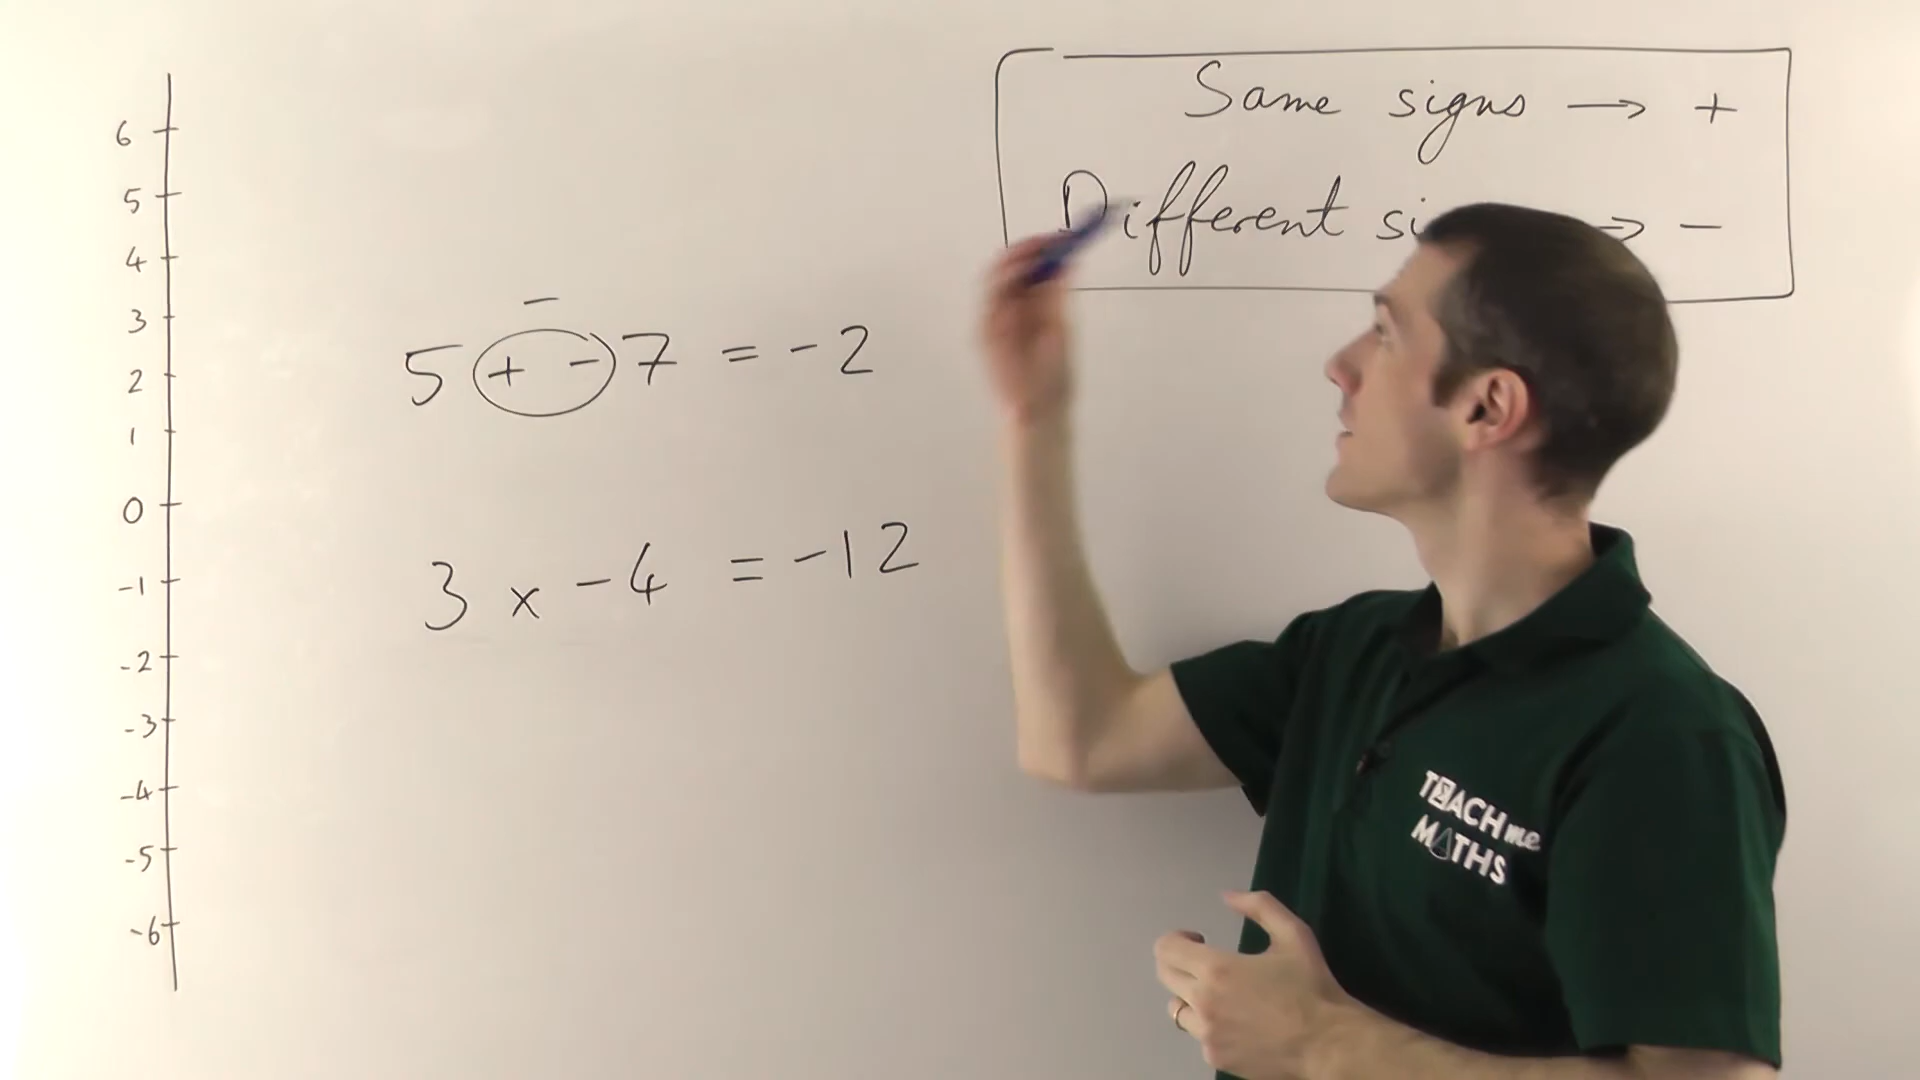 Same signs → +
Different → -
6
5
4
3
2
1
0
-1
-2
-3
-4
-5
-6
-
5 + - 7 = -2
3 x -4 = -12
TEACH me
MATHS